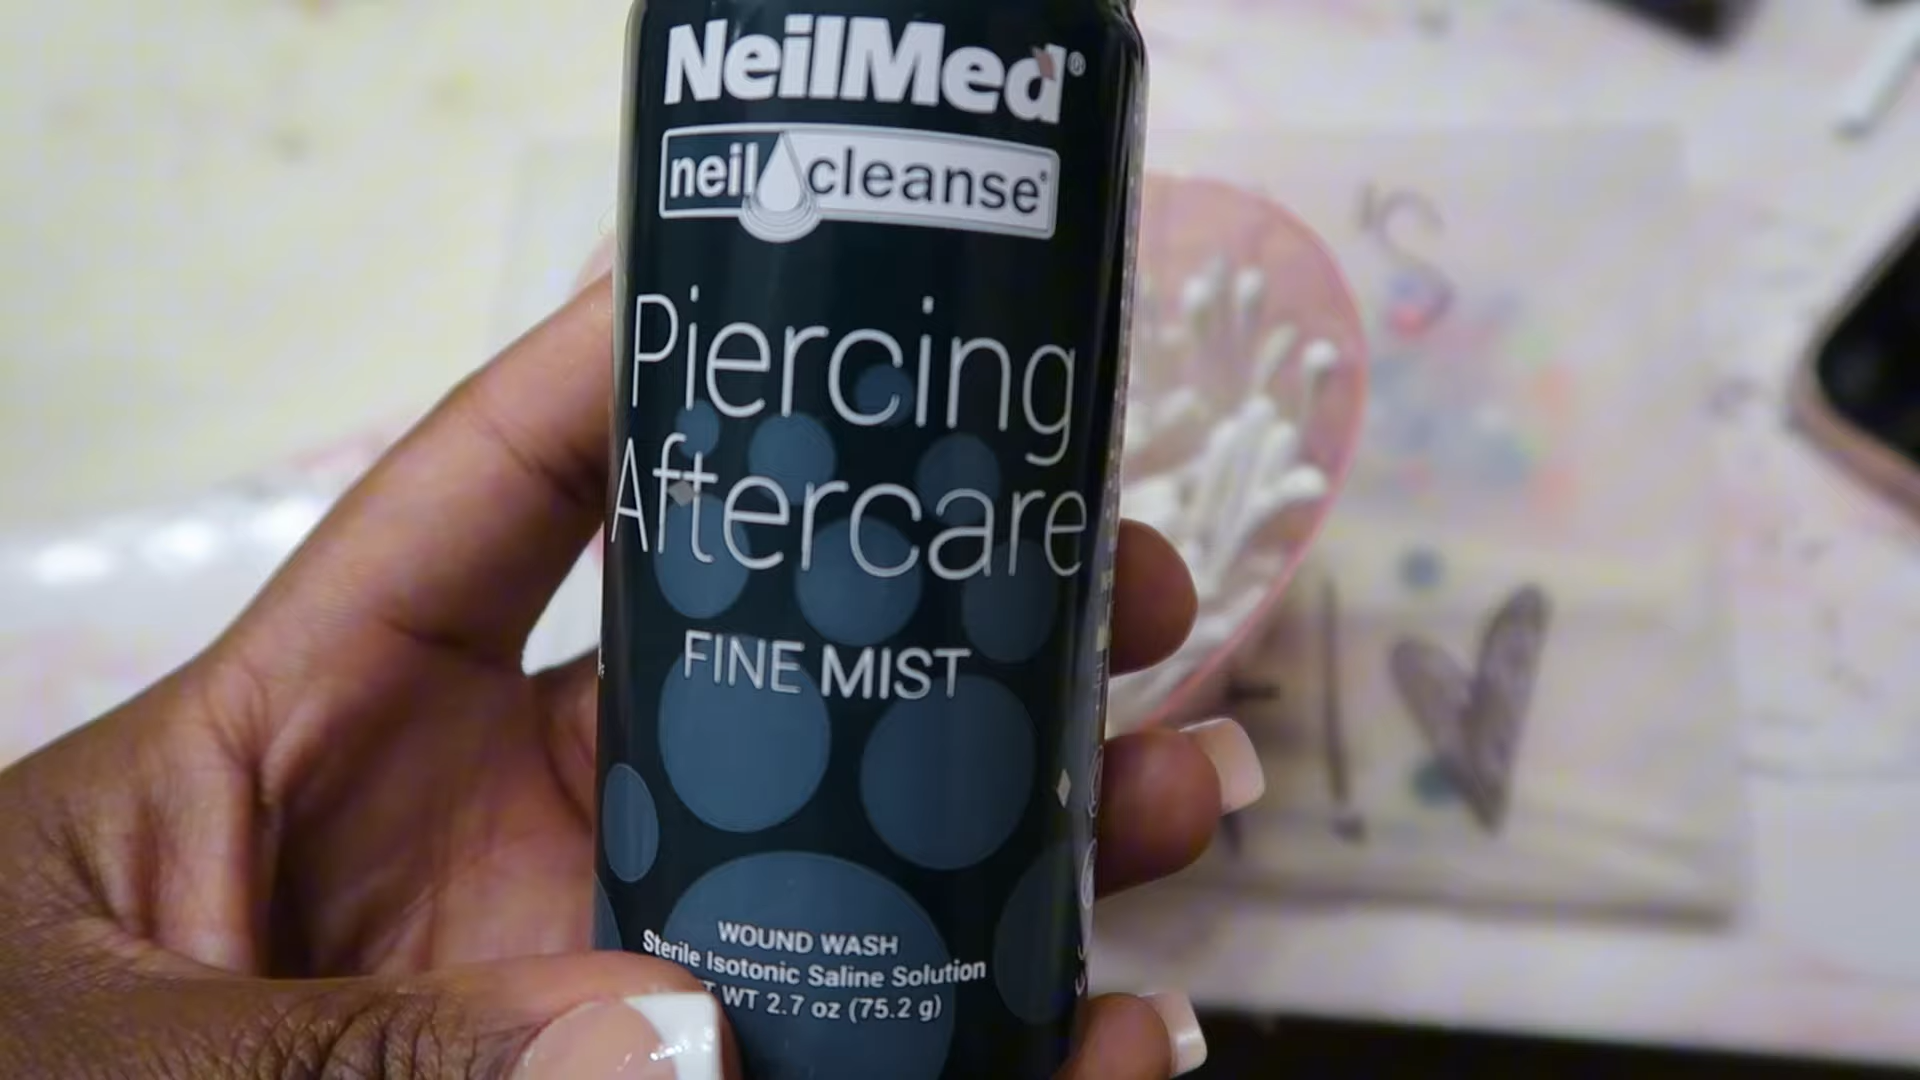 NeilMed®
neil cleanse®
Piercing
Aftercare
FINE MIST
WOUND WASH
Sterile Isotonic Saline Solution
WT 2.7 oz (75.2 g)